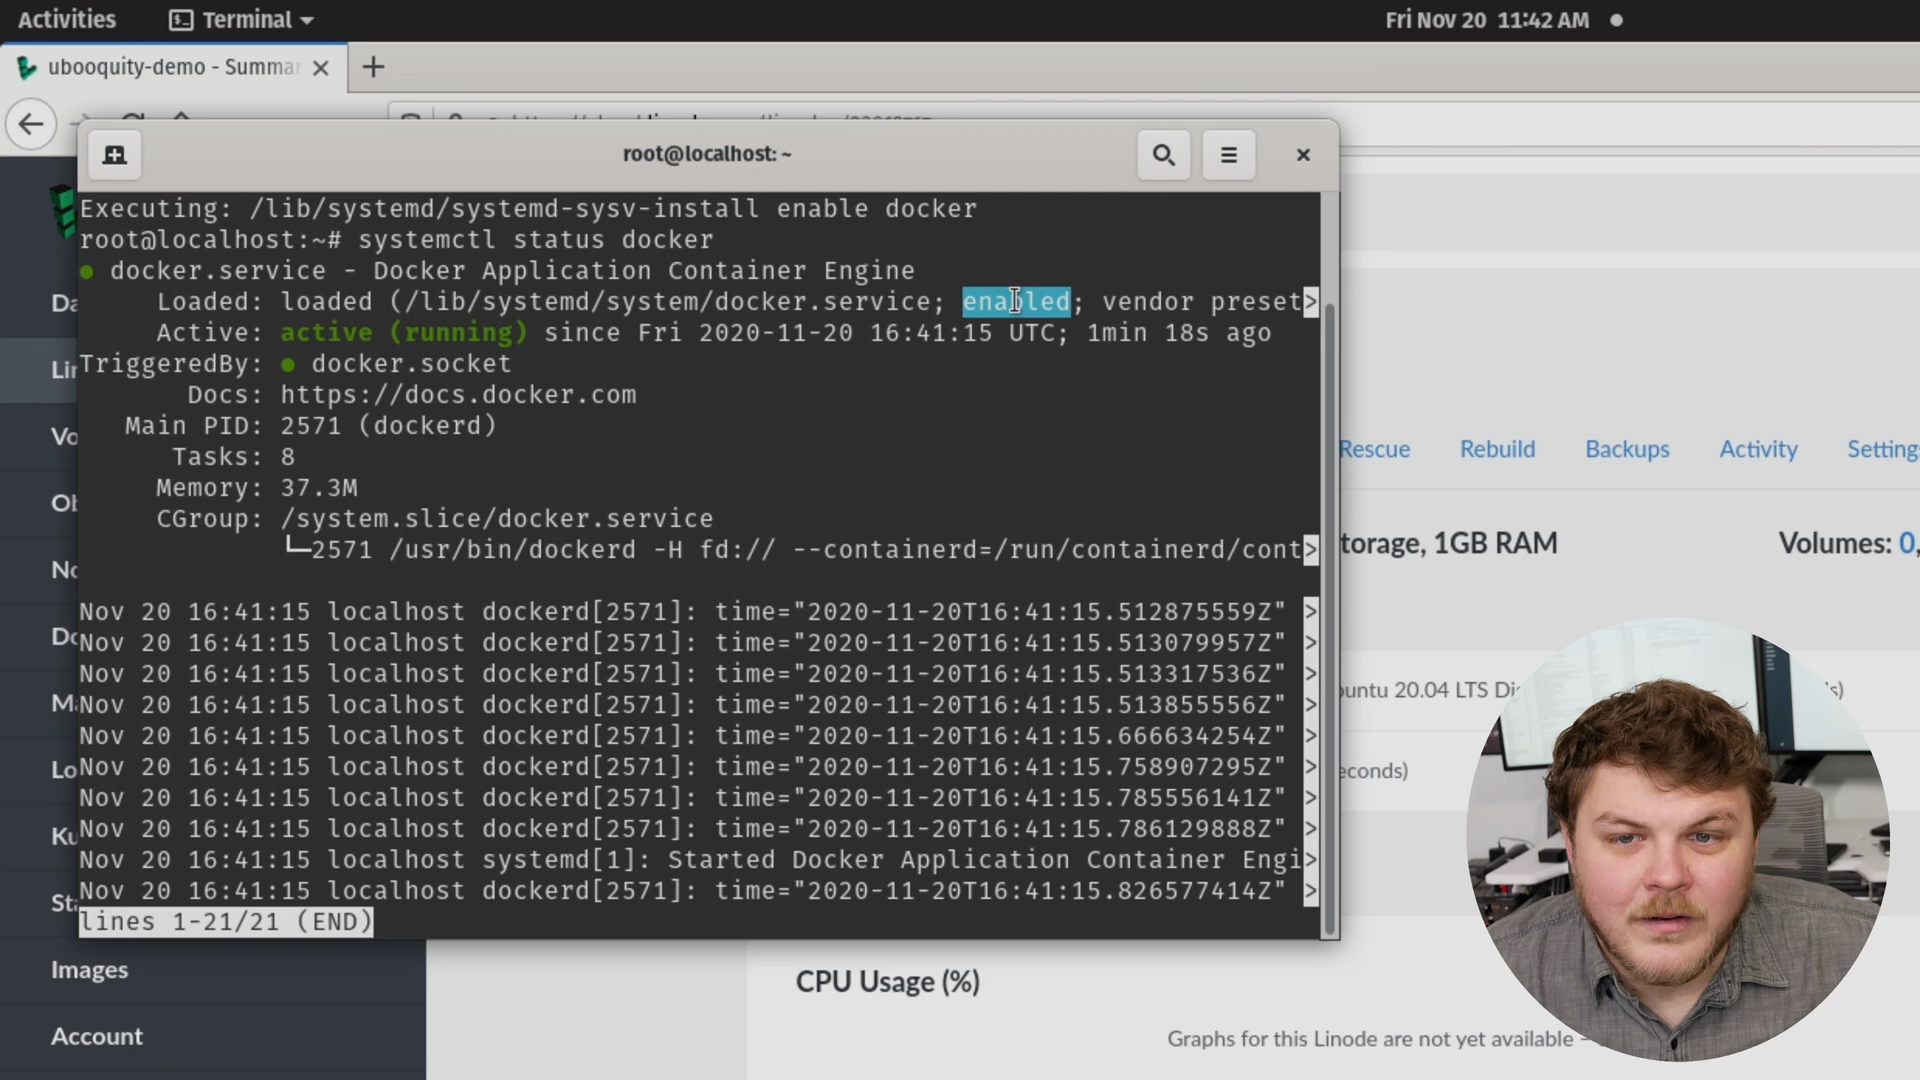 Activities
Terminal
Fri Nov 20 11:42 AM
ubooquity-demo - Summar
root@localhost: ~
Executing: /lib/systemd/systemd-sysv-install enable docker
root@localhost:~# systemctl status docker
● docker.service - Docker Application Container Engine
Loaded: loaded (/lib/systemd/system/docker.service; enabled; vendor preset>
Active: active (running) since Fri 2020-11-20 16:41:15 UTC; 1min 18s ago
TriggeredBy: ● docker.socket
Docs: https://docs.docker.com
Main PID: 2571 (dockerd)
Tasks: 8
Memory: 37.3M
CGroup: /system.slice/docker.service
└─2571 /usr/bin/dockerd -H fd:// --containerd=/run/containerd/cont>
Nov 20 16:41:15 localhost dockerd[2571]: time="2020-11-20T16:41:15.512875559Z" >
Nov 20 16:41:15 localhost dockerd[2571]: time="2020-11-20T16:41:15.513079957Z" >
Nov 20 16:41:15 localhost dockerd[2571]: time="2020-11-20T16:41:15.513317536Z" >
Nov 20 16:41:15 localhost dockerd[2571]: time="2020-11-20T16:41:15.513855556Z" >
Nov 20 16:41:15 localhost dockerd[2571]: time="2020-11-20T16:41:15.666634254Z" >
Nov 20 16:41:15 localhost dockerd[2571]: time="2020-11-20T16:41:15.758907295Z" >
Nov 20 16:41:15 localhost dockerd[2571]: time="2020-11-20T16:41:15.785556141Z" >
Nov 20 16:41:15 localhost dockerd[2571]: time="2020-11-20T16:41:15.786129888Z" >
Nov 20 16:41:15 localhost systemd[1]: Started Docker Application Container Engi>
Nov 20 16:41:15 localhost dockerd[2571]: time="2020-11-20T16:41:15.826577414Z" >
lines 1-21/21 (END)
Da
Lin
Vo
Ob
No
Do
Ma
Lo
Ku
Sta
Images
Account
Rescue Rebuild Backups Activity Setting
torage, 1GB RAM
Volumes: 0,
buntu 20.04 LTS Di
s)
econds)
CPU Usage (%)
Graphs for this Linode are not yet available –